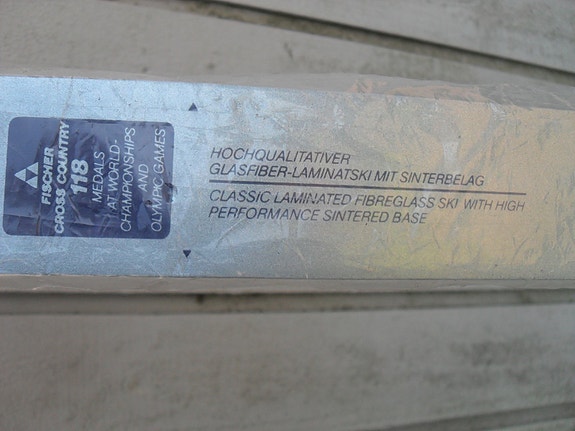 FISCHER
CROSS COUNTRY
118
MEDALS
AT WORLD-
CHAMPIONSHIPS
AND
OLYMPIC GAMES
HOCHQUALITATIVER
GLASFIBER-LAMINATSKI MIT SINTERBELAG
CLASSIC LAMINATED FIBREGLASS SKI WITH HIGH
PERFORMANCE SINTERED BASE